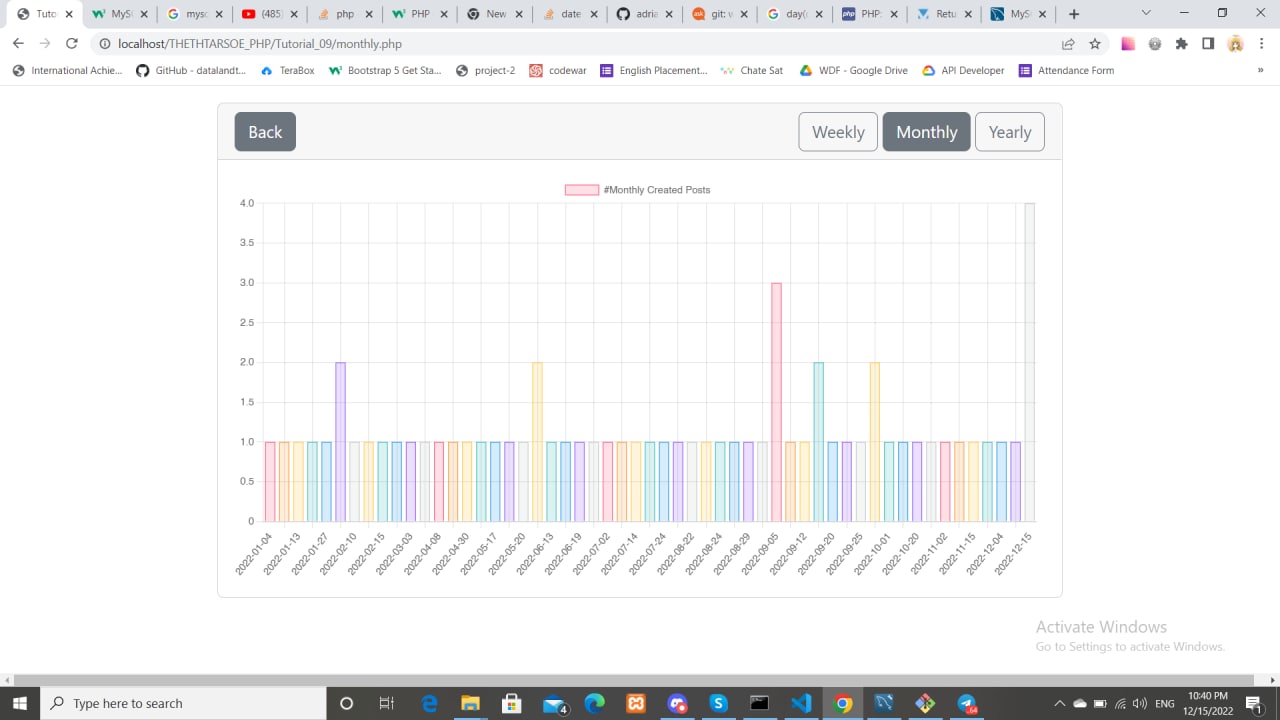 Tuto MyS( mysc (485) php PHP New date adria git: w day(c PHP: Retu MyS(
localhost/THETHTARSOE_PHP/Tutorial_09/monthly.php
International Achie... GitHub - datalandt... TeraBox Bootstrap 5 Get Sta... project-2 codewar English Placement... Chate Sat WDF - Google Drive API Developer Attendance Form »
Back Weekly Monthly Yearly
#Monthly Created Posts
4.0
3.5
3.0
2.5
2.0
1.5
1.0
0.5
0
2022-01-04 2022-01-13 2022-01-27 2022-02-10 2022-02-15 2022-03-03 2022-04-08 2022-04-30 2022-05-17 2022-05-20 2022-06-13 2022-06-19 2022-07-02 2022-07-14 2022-07-24 2022-08-22 2022-08-24 2022-08-29 2022-09-05 2022-09-12 2022-09-20 2022-09-25 2022-10-01 2022-10-20 2022-11-02 2022-11-15 2022-12-04 2022-12-15
Activate Windows
Go to Settings to activate Windows.
Type here to search 4 .64 ENG 10:40 PM 1
12/15/2022